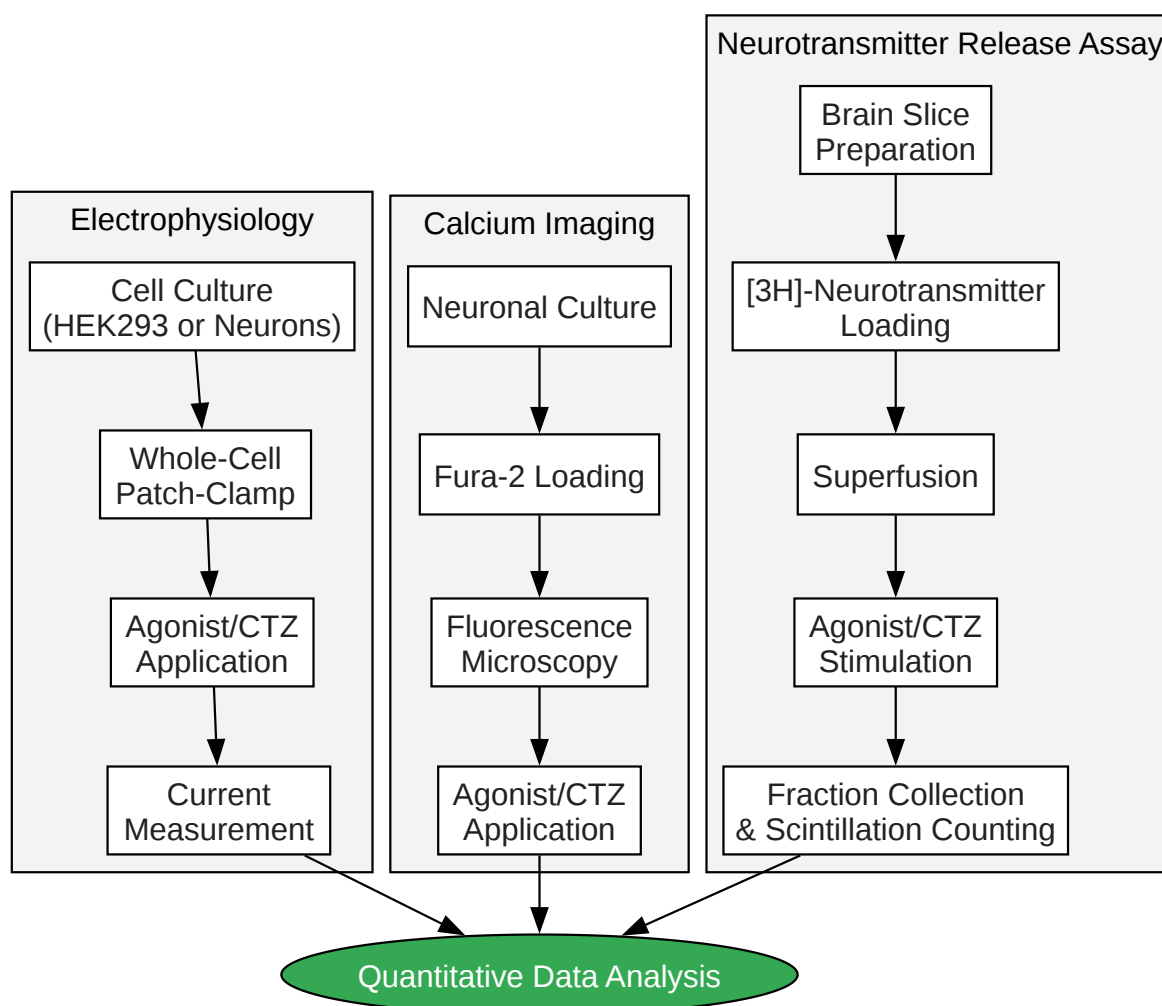 Electrophysiology
Cell Culture
(HEK293 or Neurons)
Whole-Cell
Patch-Clamp
Agonist/CTZ
Application
Current
Measurement
Calcium Imaging
Neuronal Culture
Fura-2 Loading
Fluorescence
Microscopy
Agonist/CTZ
Application
Neurotransmitter Release Assay
Brain Slice
Preparation
[3H]-Neurotransmitter
Loading
Superfusion
Agonist/CTZ
Stimulation
Fraction Collection
& Scintillation Counting
Quantitative Data Analysis